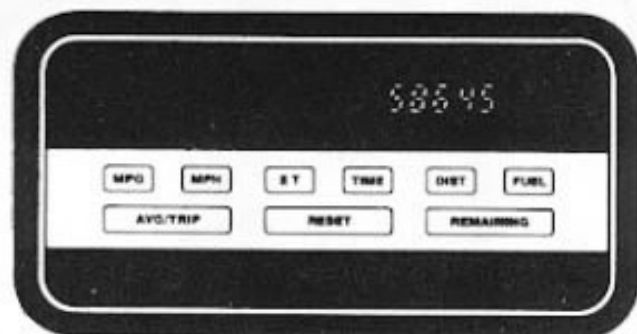 58645
MPG MPH E T TIME DIST FUEL
AVG/TRIP RESET REMAINING